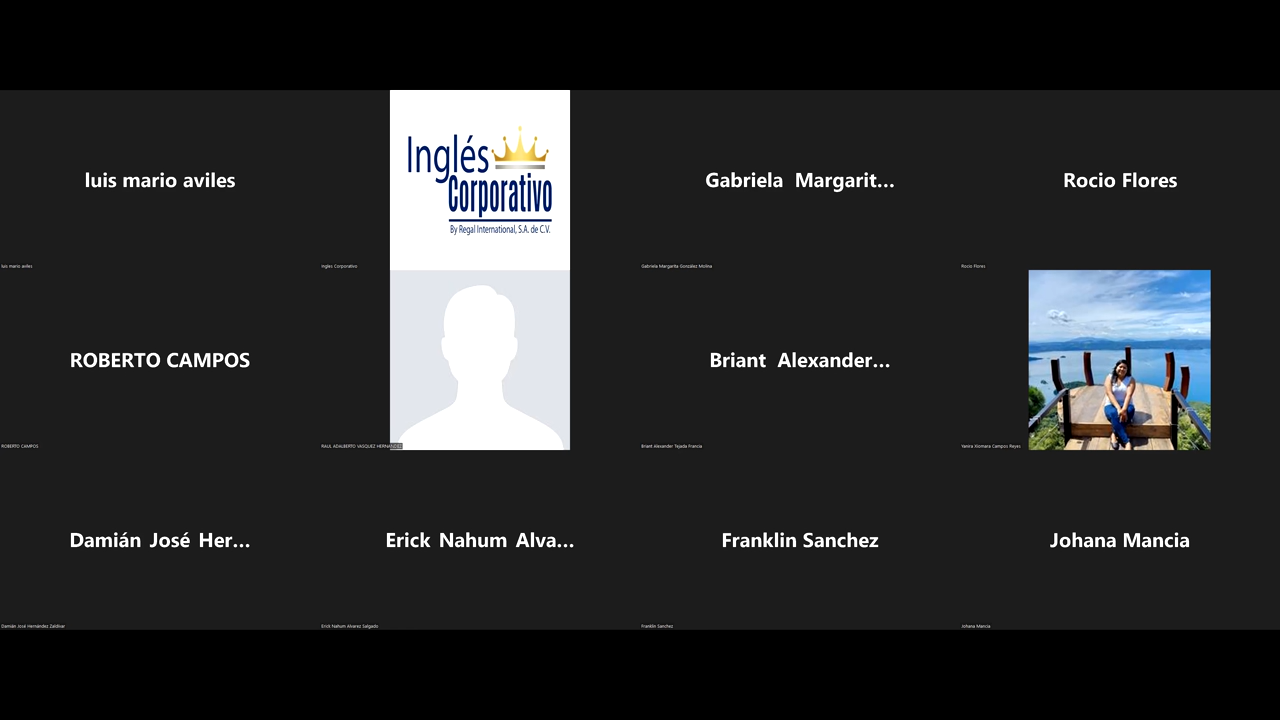 luis mario aviles
luis mario aviles
Inglés
Corporativo
By Regal International, S.A. de C.V.
Ingles Corporativo
Gabriela Margarit...
Gabriela Margarita González Molina
Rocio Flores
Rocio Flores
ROBERTO CAMPOS
ROBERTO CAMPOS
RAUL ADALBERTO VASQUEZ HERNANDEZ
Briant Alexander...
Briant Alexander Tejada Francia
Yanira Xiomara Campos Reyes
Damián José Her...
Damián José Hernández Zaldivar
Erick Nahum Alva...
Erick Nahum Alvarez Salgado
Franklin Sanchez
Franklin Sanchez
Johana Mancia
Johana Mancia